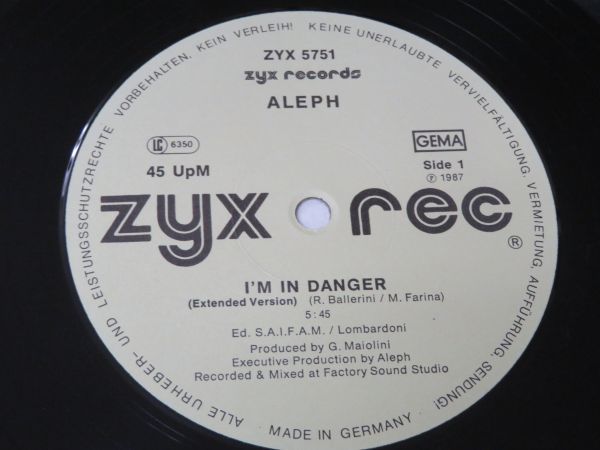 ALLE URHEBER- UND LEISTUNGSSCHUTZRECHTE VORBEHALTEN. KEIN VERLEIH! KEINE UNERLAUBTE VERVIELFÄLTIGUNG, VERMIETUNG, AUFFÜHRUNG, SENDUNG!
ZYX 5751
zyx records
ALEPH
LC 6350
GEMA
45 UpM
Side 1
℗ 1987
zyx rec ®
I'M IN DANGER
(Extended Version) (R. Ballerini / M. Farina)
5:45
Ed. S.A.I.F.A.M. / Lombardoni
Produced by G. Maiolini
Executive Production by Aleph
Recorded & Mixed at Factory Sound Studio
MADE IN GERMANY